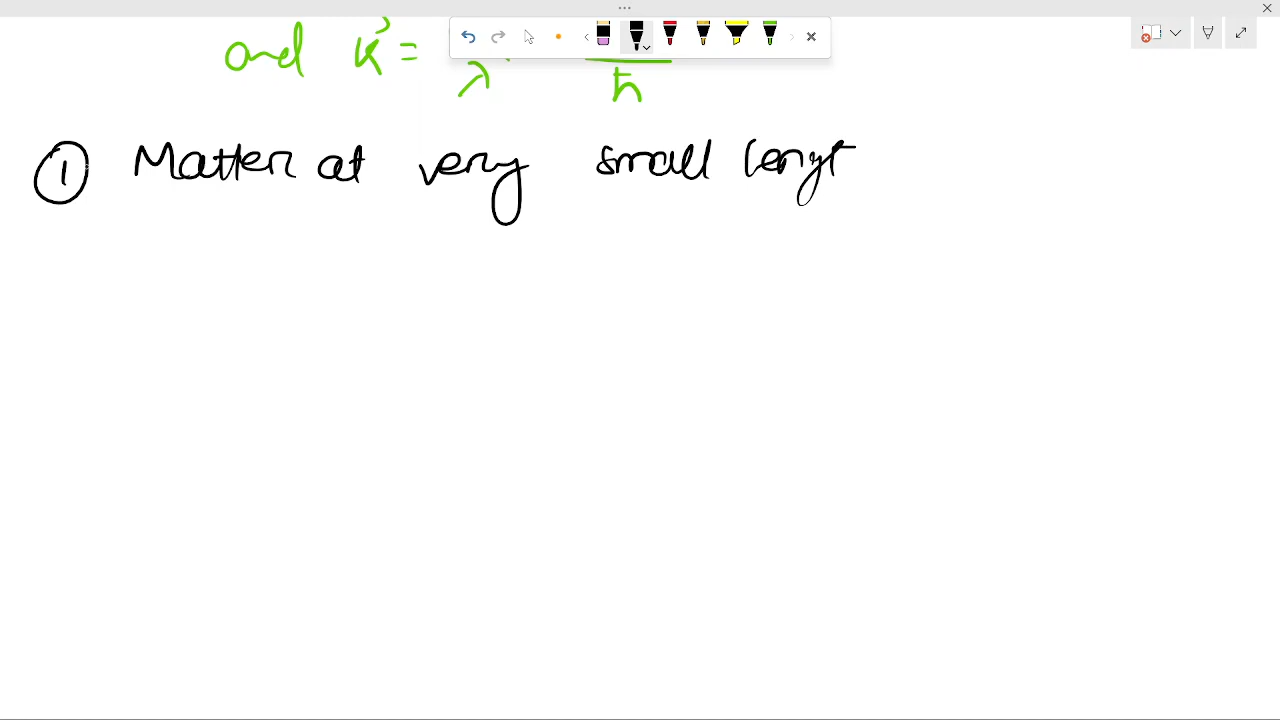 and k⃗ =
λ ħ
① Matter at very small lengt